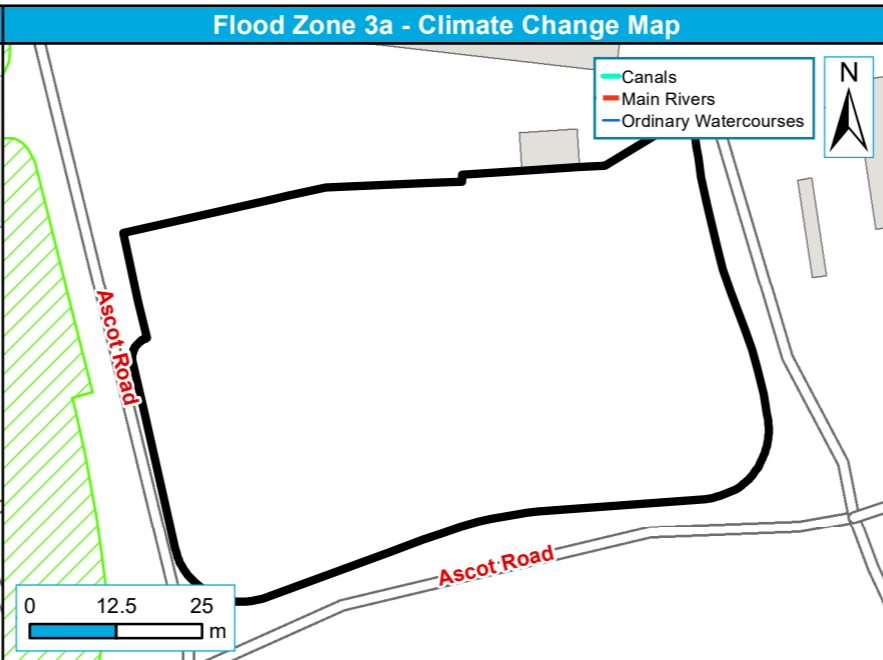 Flood Zone 3a - Climate Change Map
Canals
Main Rivers
Ordinary Watercourses
N
Ascot Road
Ascot Road
0 12.5 25
m